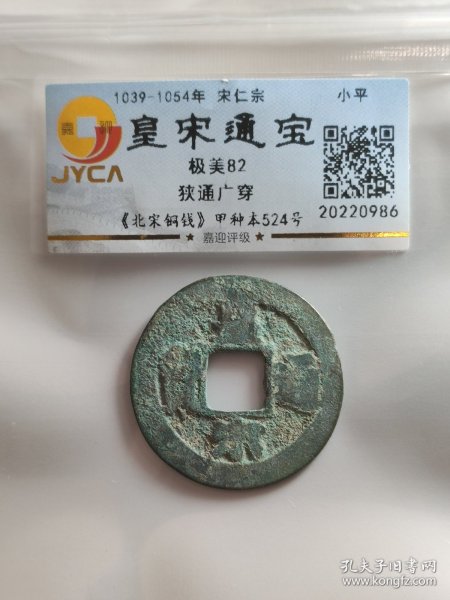 1039-1054年 宋仁宗 小平
嘉 迎
皇宋通宝
JYCA
极美82
狭通广穿
《北宋铜钱》甲种本524号
20220986
★ 嘉迎评级 ★
孔夫子旧书网
www.kongfz.com